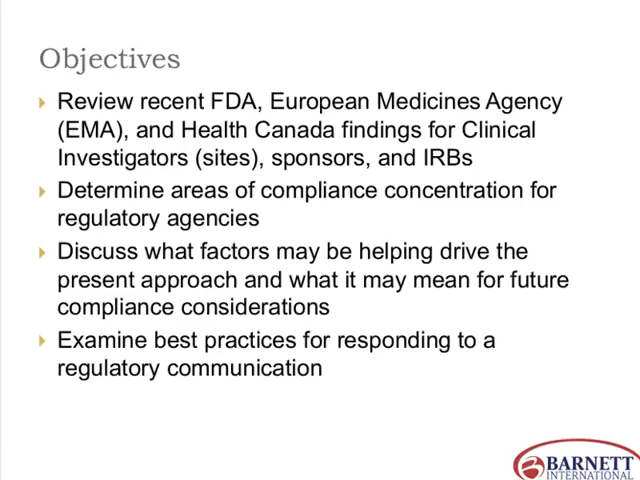 Objectives
Review recent FDA, European Medicines Agency
(EMA), and Health Canada findings for Clinical
Investigators (sites), sponsors, and IRBs
Determine areas of compliance concentration for
regulatory agencies
Discuss what factors may be helping drive the
present approach and what it may mean for future
compliance considerations
Examine best practices for responding to a
regulatory communication
BARNETT
INTERNATIONAL